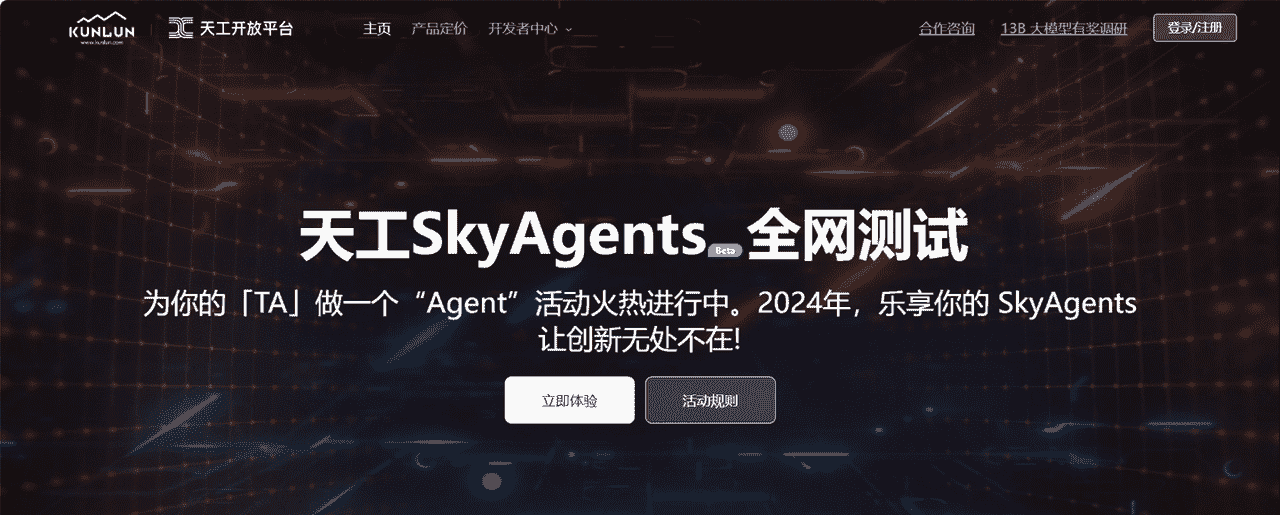 KUNLUN
www.kunlun.com
天工开放平台
主页
产品定价
开发者中心
合作咨询
13B 大模型有奖调研
登录/注册
天工SkyAgents Beta 全网测试
为你的「TA」做一个“Agent”活动火热进行中。2024年，乐享你的 SkyAgents
让创新无处不在!
立即体验
活动规则